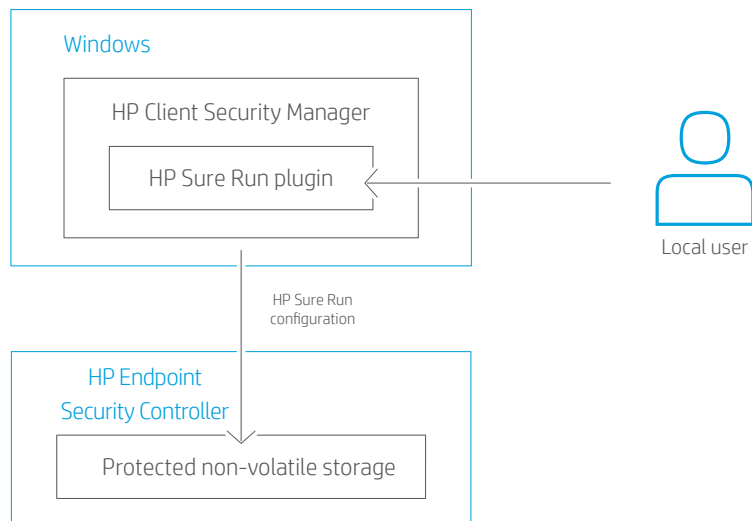 Windows
HP Client Security Manager
HP Sure Run plugin
Local user
HP Sure Run
configuration
HP Endpoint
Security Controller
Protected non-volatile storage